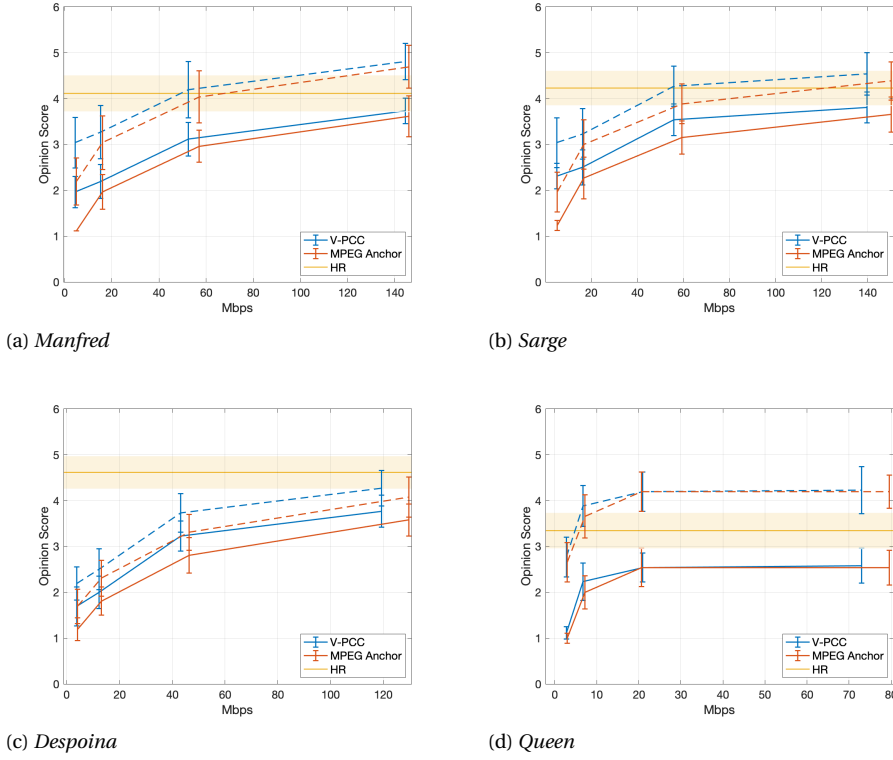 6
5
4
3
2
1
0
Opinion Score
0 20 40 60 80 100 120 140
Mbps
V-PCC
MPEG Anchor
HR
(a) Manfred
6
5
4
3
2
1
0
Opinion Score
20 40 60 80 100 120 140
Mbps
V-PCC
MPEG Anchor
HR
(b) Sarge
6
5
4
3
2
1
0
Opinion Score
0 20 40 60 80 100 120
Mbps
V-PCC
MPEG Anchor
HR
(c) Despoina
6
5
4
3
2
1
0
Opinion Score
0 10 20 30 40 50 60 70 80
Mbps
V-PCC
MPEG Anchor
HR
(d) Queen